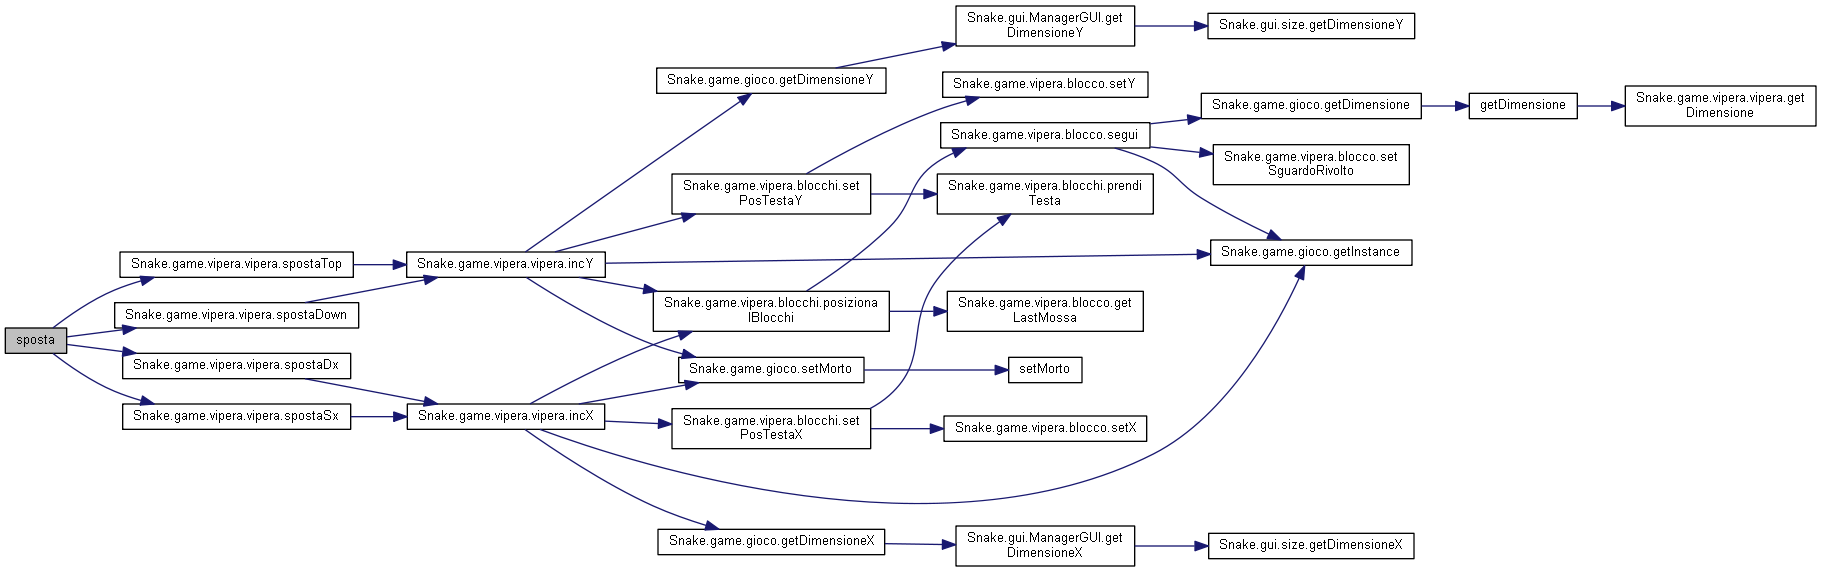 sposta
Snake.game.vipera.vipera.spostaTop
Snake.game.vipera.vipera.spostaDown
Snake.game.vipera.vipera.spostaDx
Snake.game.vipera.vipera.spostaSx
Snake.game.vipera.vipera.incY
Snake.game.vipera.vipera.incX
Snake.game.gioco.getDimensioneY
Snake.game.vipera.blocchi.set
PosTestaY
Snake.game.vipera.blocchi.posiziona
IBlocchi
Snake.game.gioco.setMorto
Snake.game.vipera.blocchi.set
PosTestaX
Snake.game.gioco.getDimensioneX
Snake.gui.ManagerGUI.get
DimensioneY
Snake.game.vipera.blocco.setY
Snake.game.vipera.blocco.segui
Snake.game.vipera.blocchi.prendi
Testa
Snake.game.vipera.blocco.get
LastMossa
setMorto
Snake.game.vipera.blocco.setX
Snake.gui.ManagerGUI.get
DimensioneX
Snake.gui.size.getDimensioneY
Snake.game.gioco.getDimensione
Snake.game.vipera.blocco.set
SguardoRivolto
Snake.game.gioco.getInstance
Snake.gui.size.getDimensioneX
getDimensione
Snake.game.vipera.vipera.get
Dimensione